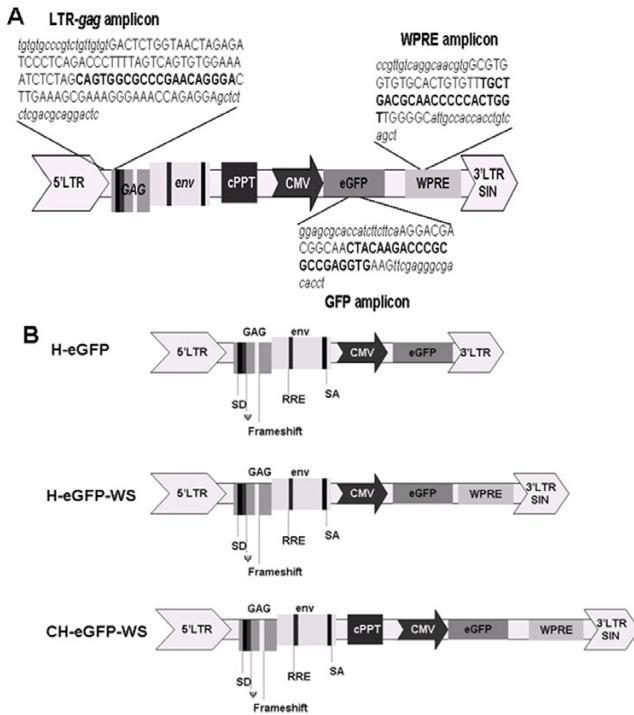 A
LTR-gag amplicon
tgtgtgcccgtctgttgtgtGACTCTGGTAACTAGAGA
TCCCTCAGACCCTTTTAGTCAGTGTGGAAA
ATCTCTAGCAGTGGCGCCCGAACAGGGAC
TTGAAAGCGAAAGGGAAACCAGAGGAgctct
ctcgacgcaggactc
WPRE amplicon
ccgttgtcaggcaacgtgGCGTG
GTGTGCACTGTGTTTGCT
GACGCAACCCCCACTGG
TTGGGGCattgccaccacctgtc
agct
5'LTR
GAG
env
cPPT
CMV
eGFP
WPRE
3'LTR
SIN
ggagcgcaccatcttcttcaAGGACGA
CGGCAACTACAAGACCCGC
GCCGAGGTGAAGttcgagggcga
cacct
GFP amplicon
B
H-eGFP
5'LTR
GAG
env
CMV
eGFP
3'LTR
SD
Ψ
Frameshift
RRE
SA
H-eGFP-WS
5'LTR
GAG
env
CMV
eGFP
WPRE
3'LTR
SIN
SD
Ψ
Frameshift
RRE
SA
CH-eGFP-WS
5'LTR
GAG
env
cPPT
CMV
eGFP
WPRE
3'LTR
SIN
SD
Ψ
Frameshift
RRE
SA